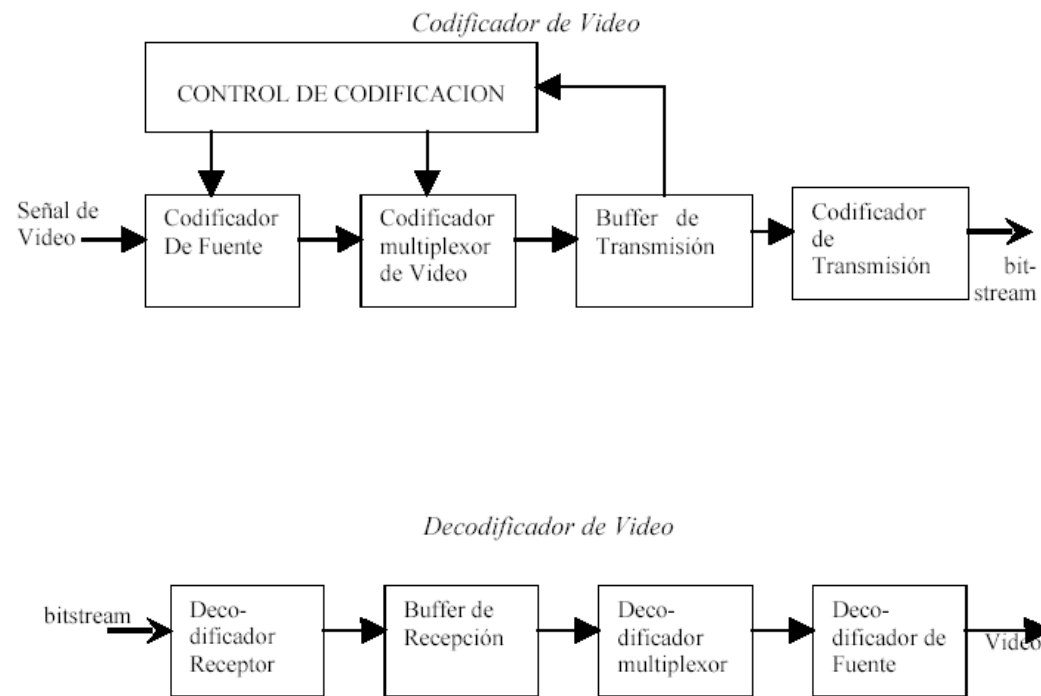 Codificador de Video
CONTROL DE CODIFICACION
Señal de
Video
Codificador
De Fuente
Codificador
multiplexor
de Video
Buffer de
Transmisión
Codificador
de
Transmisión
bit-
stream
Decodificador de Video
bitstream
Deco-
dificador
Receptor
Buffer de
Recepción
Deco-
dificador
multiplexor
Deco-
dificador de
Fuente
Video